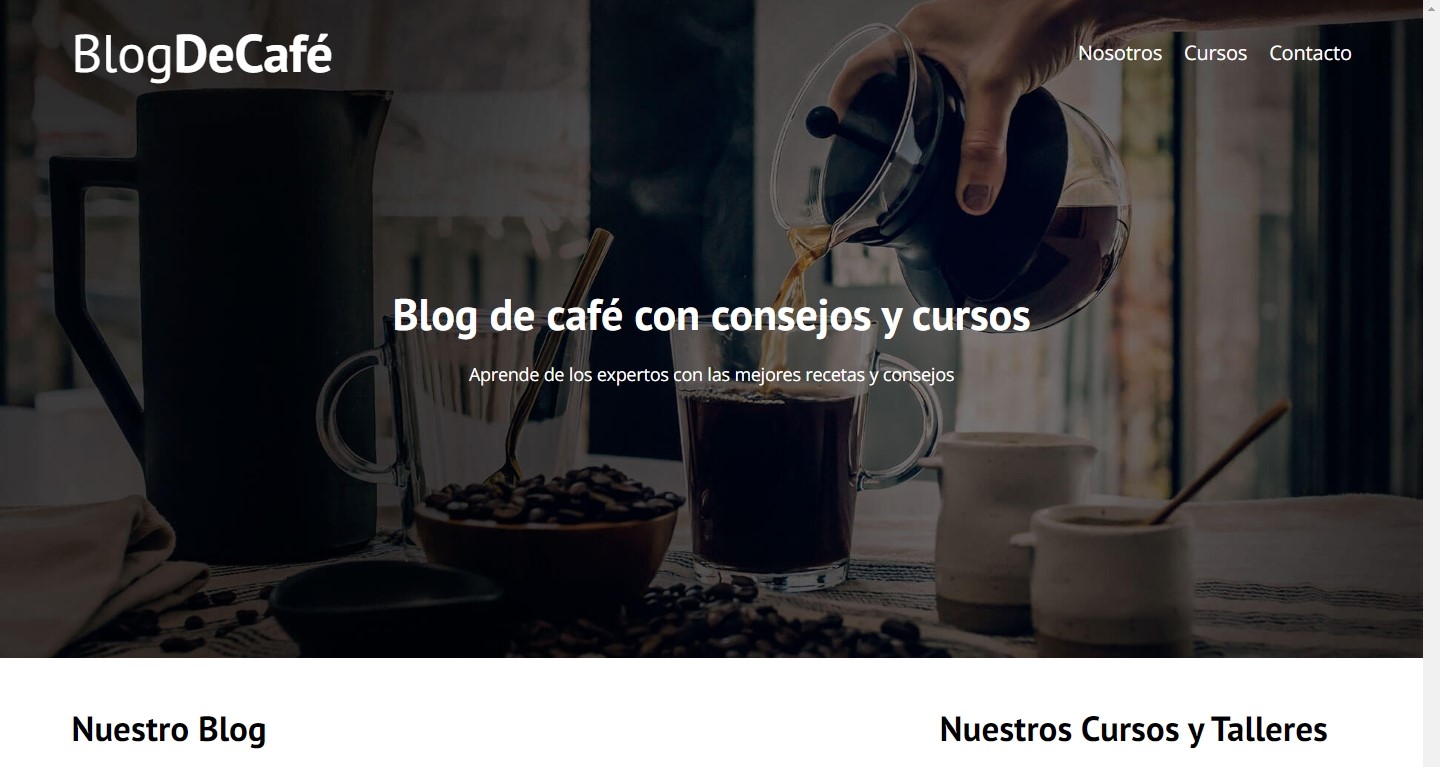 BlogDeCafé
Nosotros Cursos Contacto
Blog de café con consejos y cursos
Aprende de los expertos con las mejores recetas y consejos
Nuestro Blog
Nuestros Cursos y Talleres